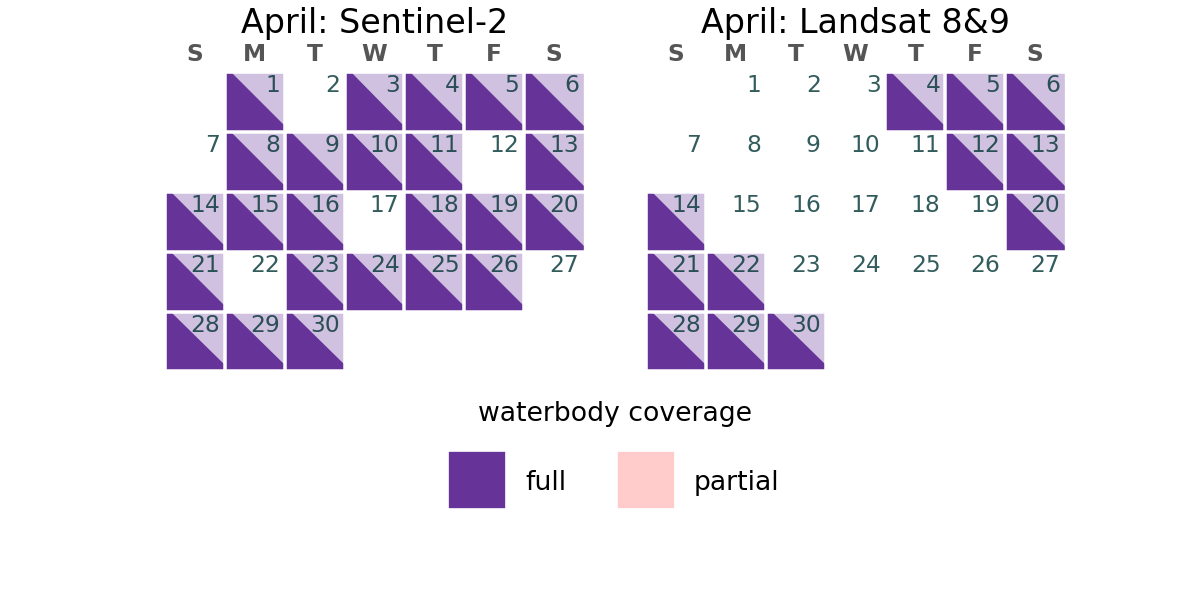 April: Sentinel-2
S M T W T F S
1 2 3 4 5 6
7 8 9 10 11 12 13
14 15 16 17 18 19 20
21 22 23 24 25 26 27
28 29 30
April: Landsat 8&9
S M T W T F S
1 2 3 4 5 6
7 8 9 10 11 12 13
14 15 16 17 18 19 20
21 22 23 24 25 26 27
28 29 30
waterbody coverage
full partial